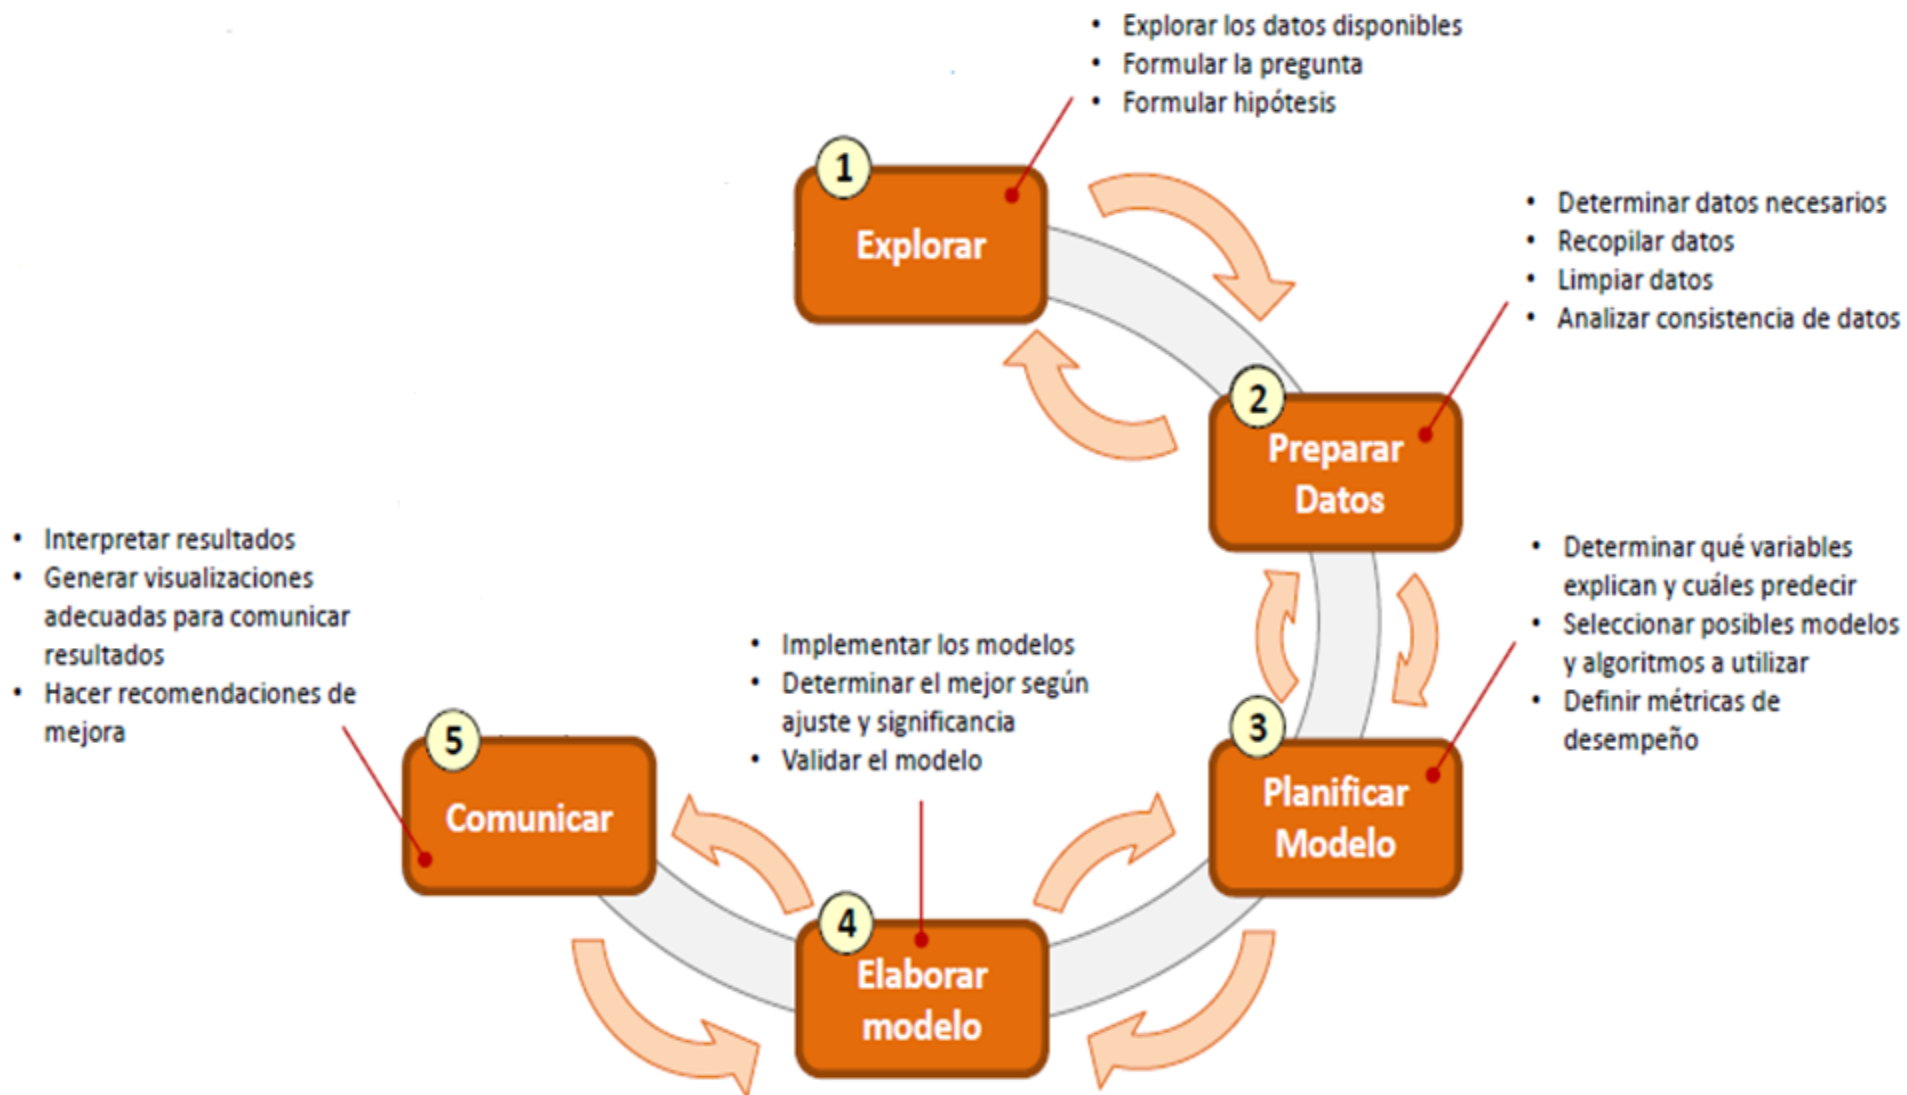 • Explorar los datos disponibles
• Formular la pregunta
• Formular hipótesis
1
Explorar
• Determinar datos necesarios
• Recopilar datos
• Limpiar datos
• Analizar consistencia de datos
2
Preparar
Datos
• Determinar qué variables
explican y cuáles predecir
• Seleccionar posibles modelos
y algoritmos a utilizar
• Definir métricas de
desempeño
3
Planificar
Modelo
• Implementar los modelos
• Determinar el mejor según
ajuste y significancia
• Validar el modelo
4
Elaborar
modelo
• Interpretar resultados
• Generar visualizaciones
adecuadas para comunicar
resultados
• Hacer recomendaciones de
mejora
5
Comunicar